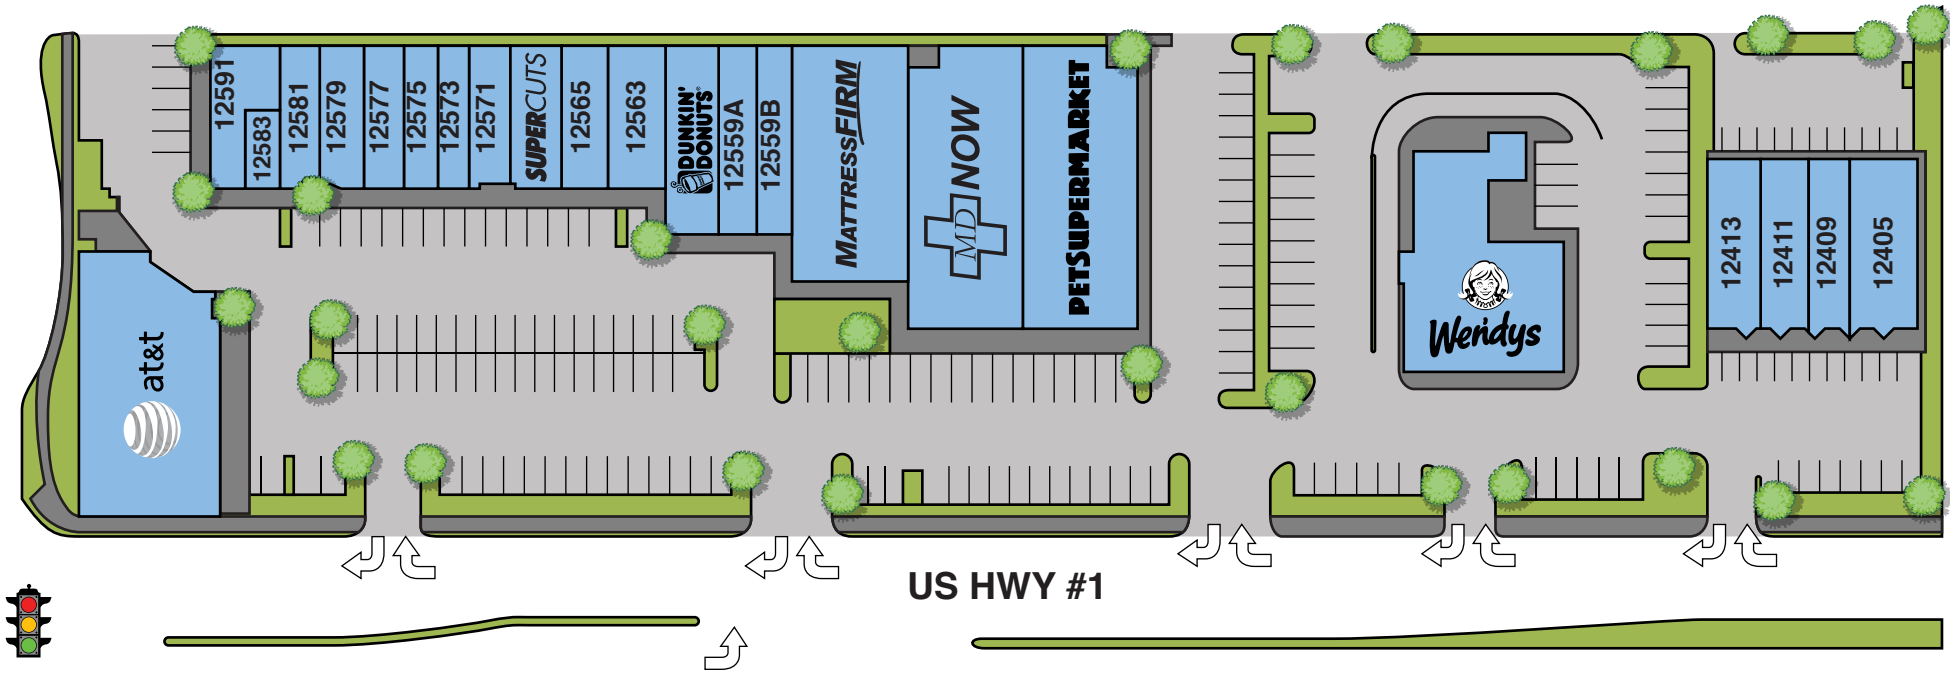 12591
12583
12581
12579
12577
12575
12573
12571
SUPERCUTS
12565
12563
DUNKIN'
DONUTS
12559A
12559B
MATTRESSFIRM
MD NOW
PETSUPERMARKET
at&t
Wendys
12413
12411
12409
12405
US HWY #1